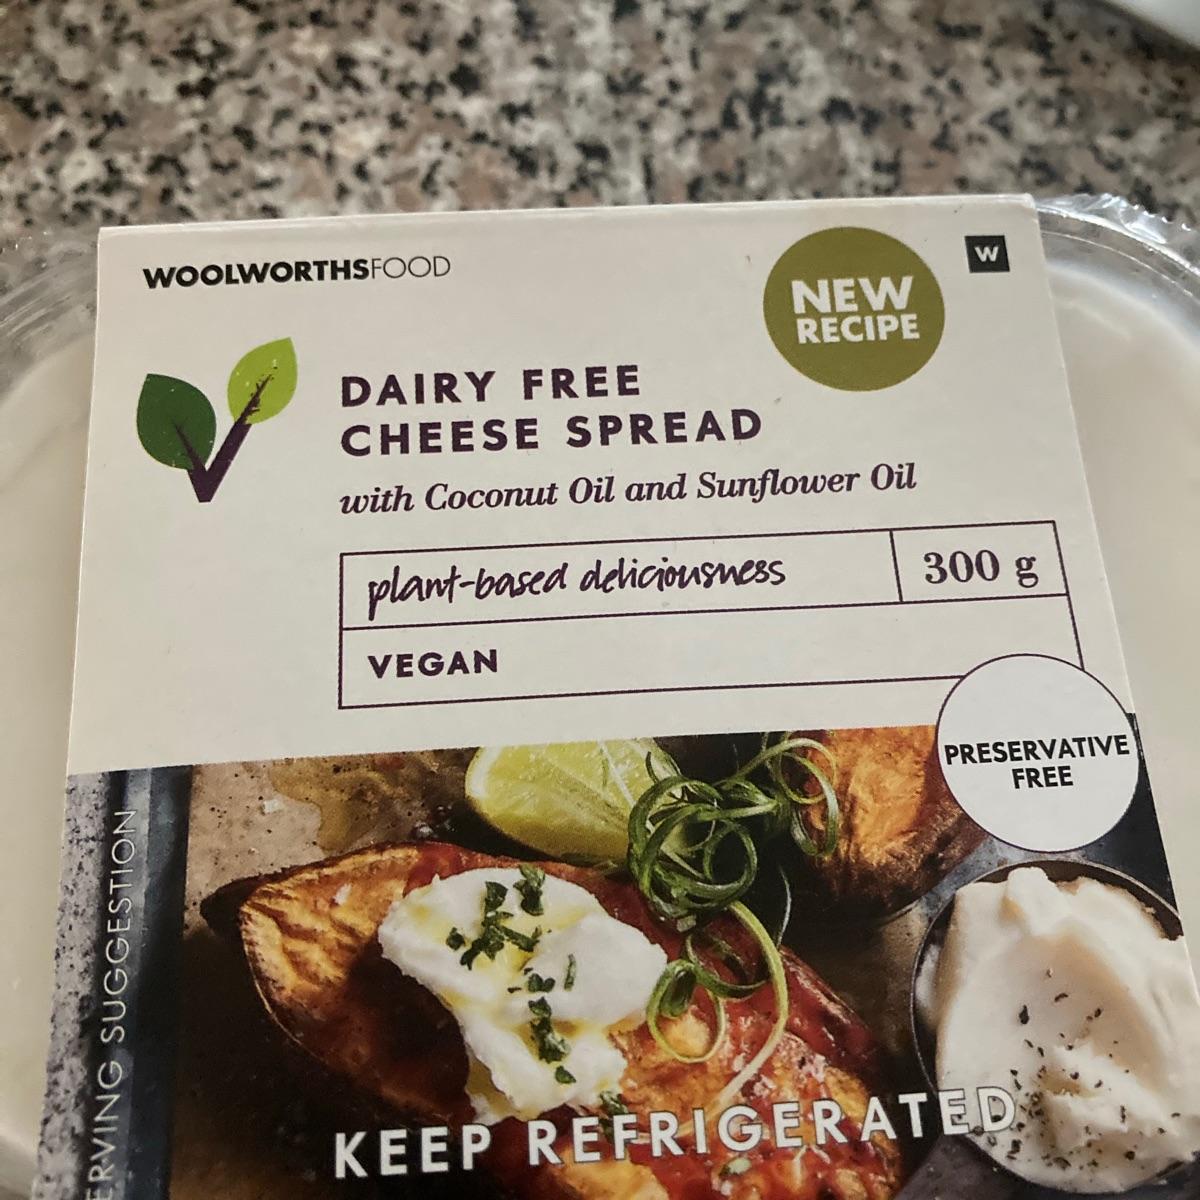 WOOLWORTHSFOOD
W
NEW
RECIPE
DAIRY FREE
CHEESE SPREAD
with Coconut Oil and Sunflower Oil
plant-based deliciousness
300 g
VEGAN
PRESERVATIVE
FREE
ERVING SUGGESTION
KEEP REFRIGERATED